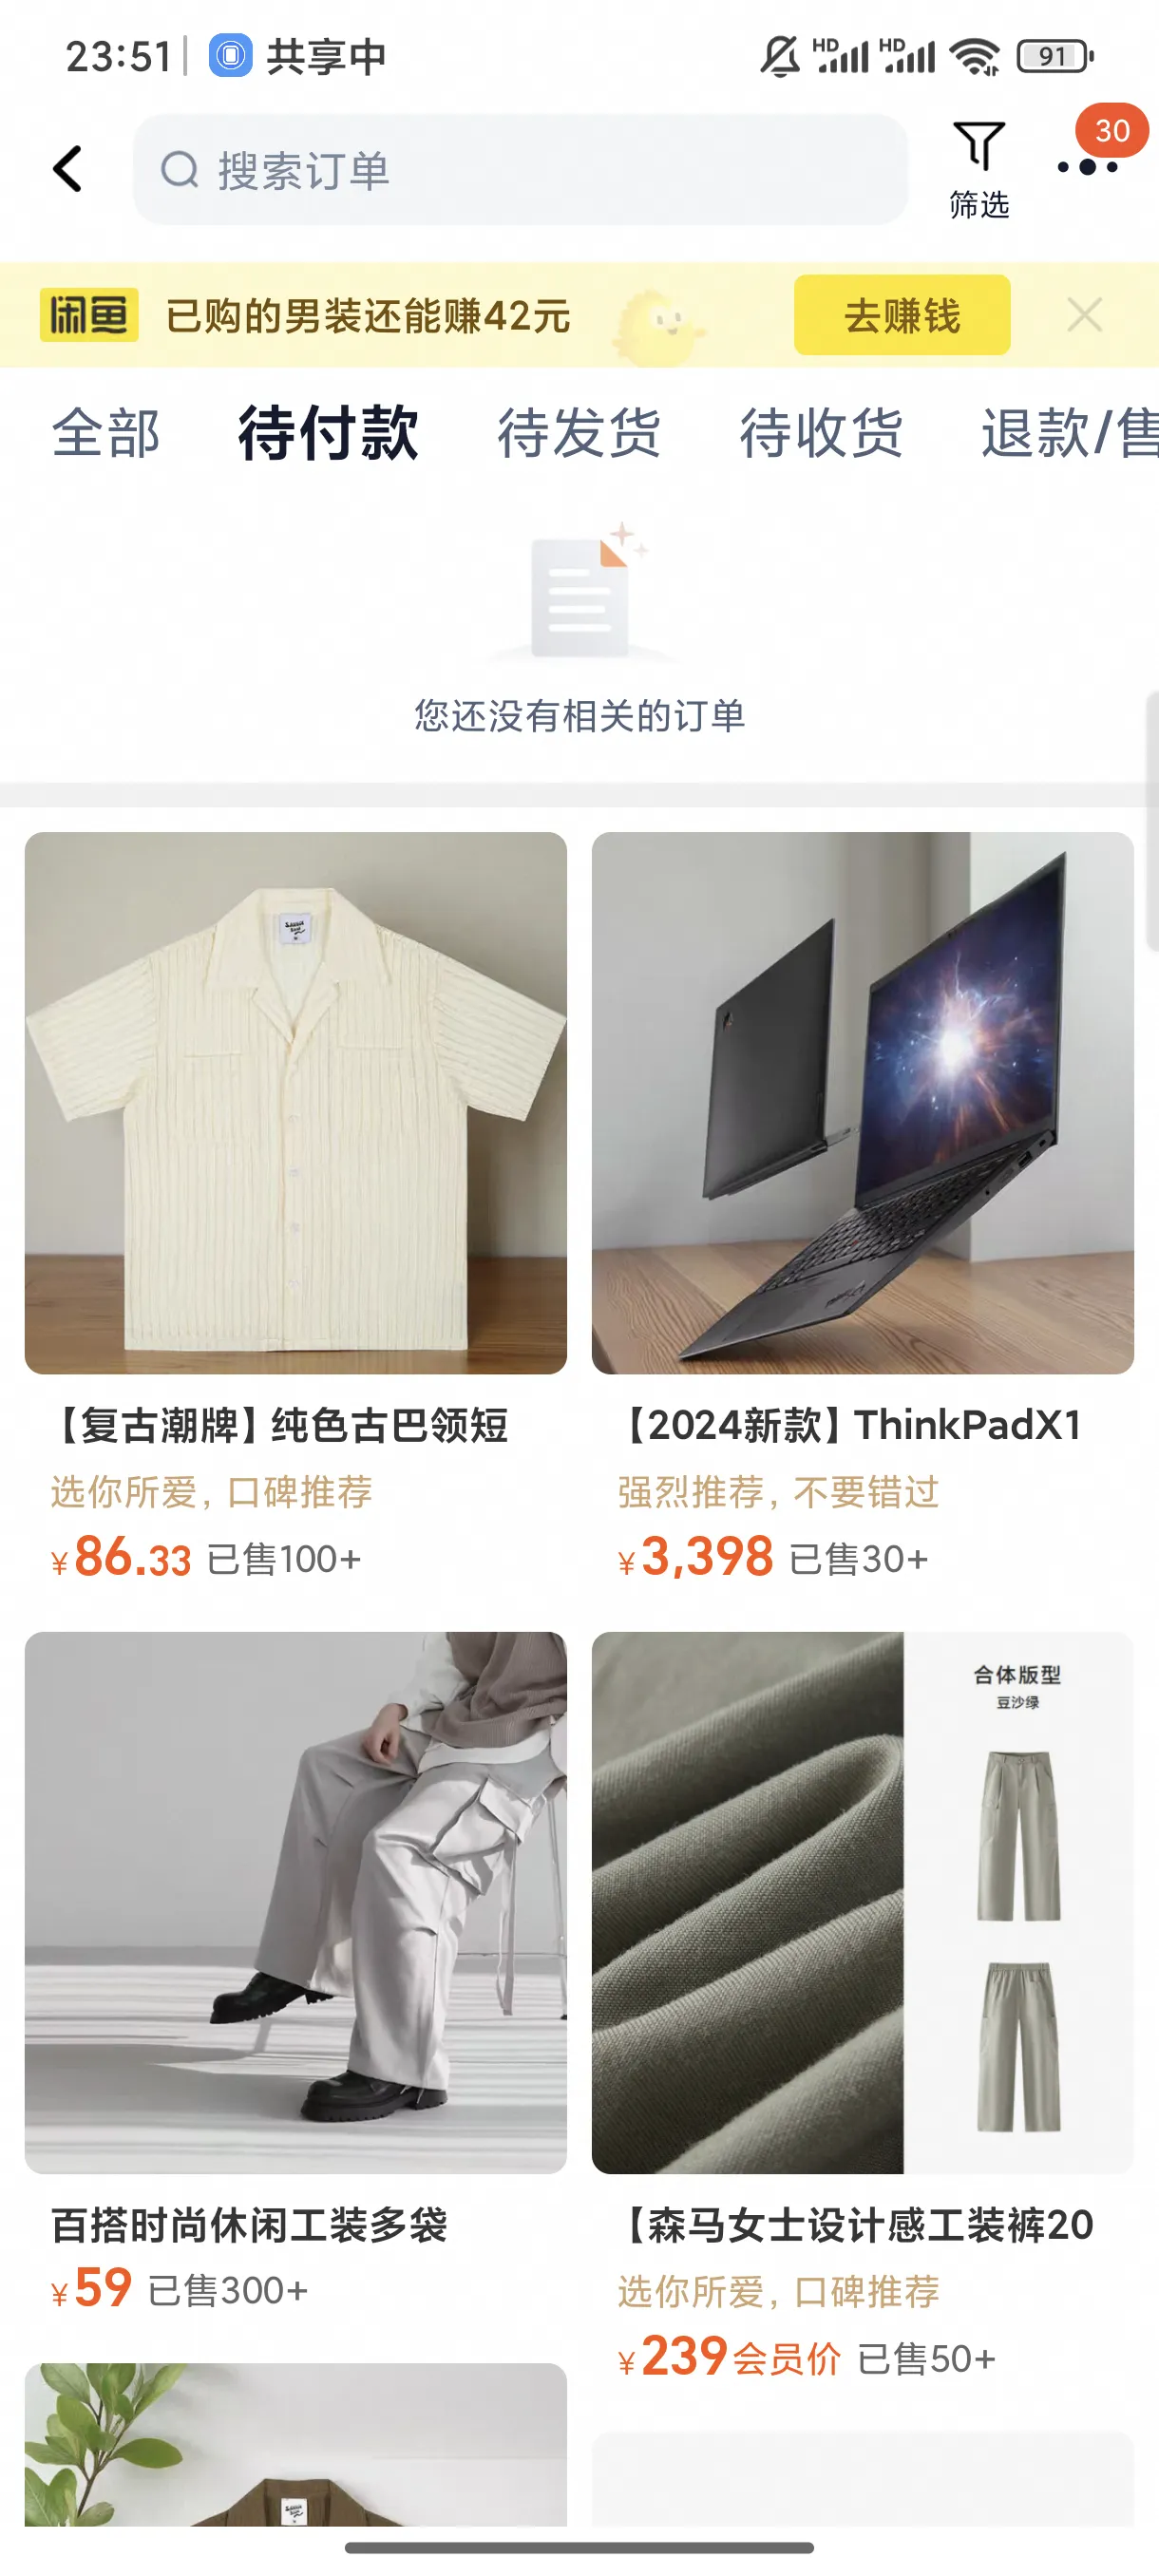 23:51 共享中 HD HD 91
搜索订单
筛选
30
闲鱼 已购的男装还能赚42元 去赚钱
全部 待付款 待发货 待收货 退款/售
您还没有相关的订单
【复古潮牌】纯色古巴领短
选你所爱，口碑推荐
¥86.33 已售100+
【2024新款】ThinkPadX1
强烈推荐，不要错过
¥3,398 已售30+
合体版型
豆沙绿
百搭时尚休闲工装多袋
¥59 已售300+
【森马女士设计感工装裤20
选你所爱，口碑推荐
¥239会员价 已售50+